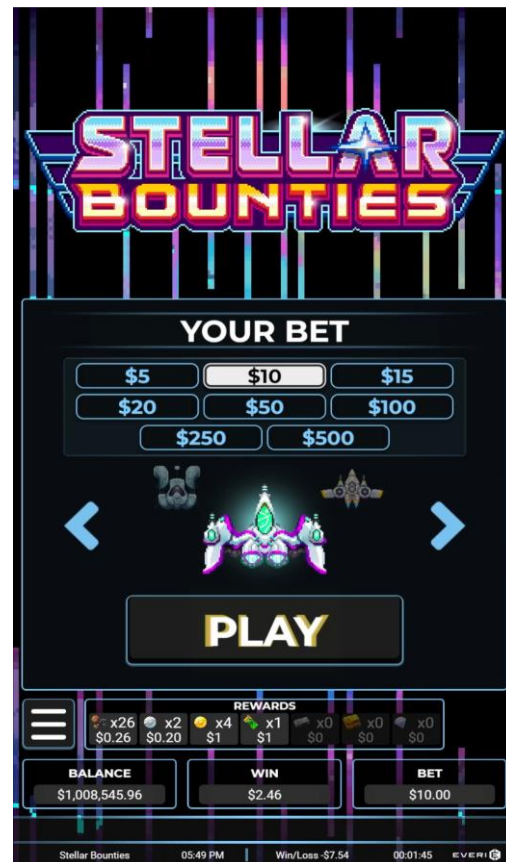 STELLAR
BOUNTIES
YOUR BET
$5 $10 $15
$20 $50 $100
$250 $500
PLAY
REWARDS
x26 x2 x4 x1 x0 x0 x0
$0.26 $0.20 $1 $1 $0 $0 $0
BALANCE WIN BET
$1,008,545.96 $2.46 $10.00
Stellar Bounties 05:49 PM Win/Loss -$7.54 00:01:45 EVERI